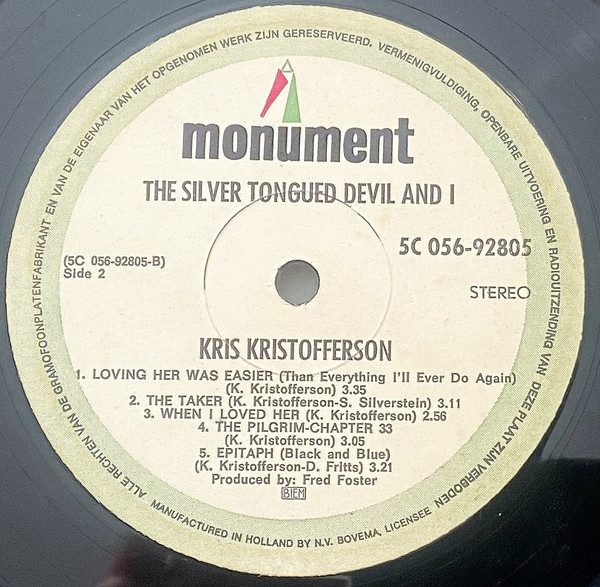 ALLE RECHTEN VAN DE GRAMOFOONPLATENFABRIKANT EN VAN DE EIGENAAR VAN HET OPGENOMEN WERK ZIJN GERESERVEERD. VERMENIGVULDIGING, OPENBARE UITVOERING EN RADIOUITZENDING VAN DEZE PLAAT ZIJN VERBODEN
monument
THE SILVER TONGUED DEVIL AND I
5C 056-92805
(5C 056-92805-B)
Side 2
STEREO
KRIS KRISTOFFERSON
1. LOVING HER WAS EASIER (Than Everything I'll Ever Do Again)
(K. Kristofferson) 3.35
2. THE TAKER (K. Kristofferson-S. Silverstein) 3.11
3. WHEN I LOVED HER (K. Kristofferson) 2.56
4. THE PILGRIM-CHAPTER 33
(K. Kristofferson) 3.05
5. EPITAPH (Black and Blue)
(K. Kristofferson-D. Fritts) 3.21
Produced by: Fred Foster
BIEM
MANUFACTURED IN HOLLAND BY N.V. BOVEMA, LICENSEE